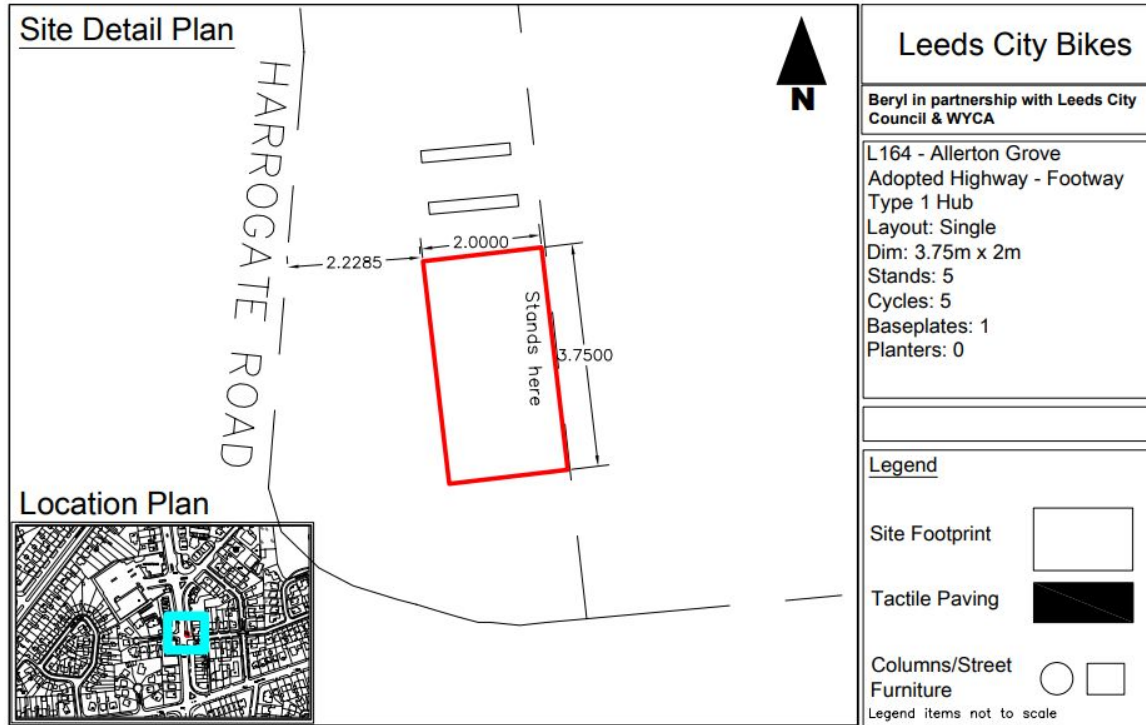 Site Detail Plan
HARROGATE ROAD
N
2.0000
2.2285
Stands here
3.7500
Location Plan
Leeds City Bikes
Beryl in partnership with Leeds City
Council & WYCA
L164 - Allerton Grove
Adopted Highway - Footway
Type 1 Hub
Layout: Single
Dim: 3.75m x 2m
Stands: 5
Cycles: 5
Baseplates: 1
Planters: 0
Legend
Site Footprint
Tactile Paving
Columns/Street
Furniture
Legend items not to scale